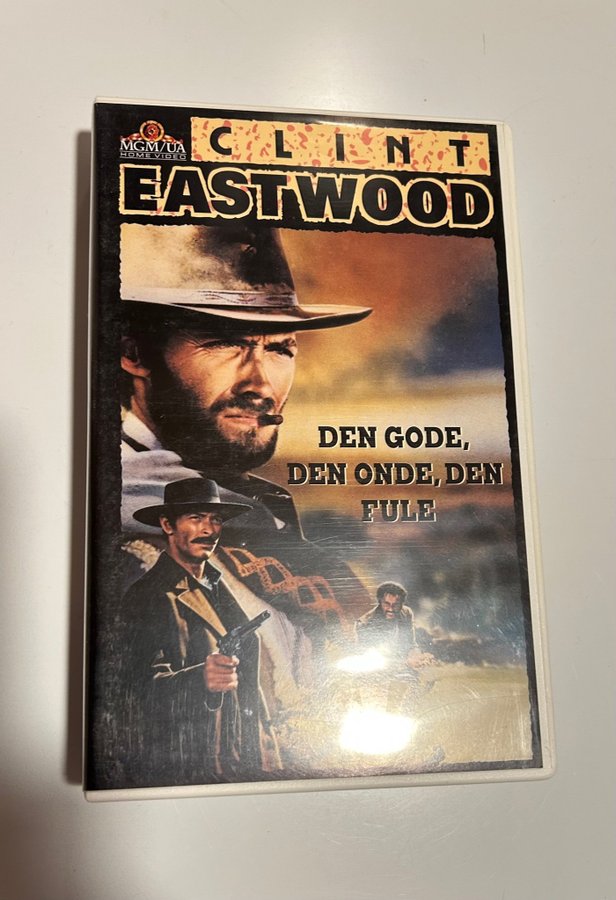 MGM/UA
HOME VIDEO
CLINT
EASTWOOD
DEN GODE,
DEN ONDE, DEN
FULE